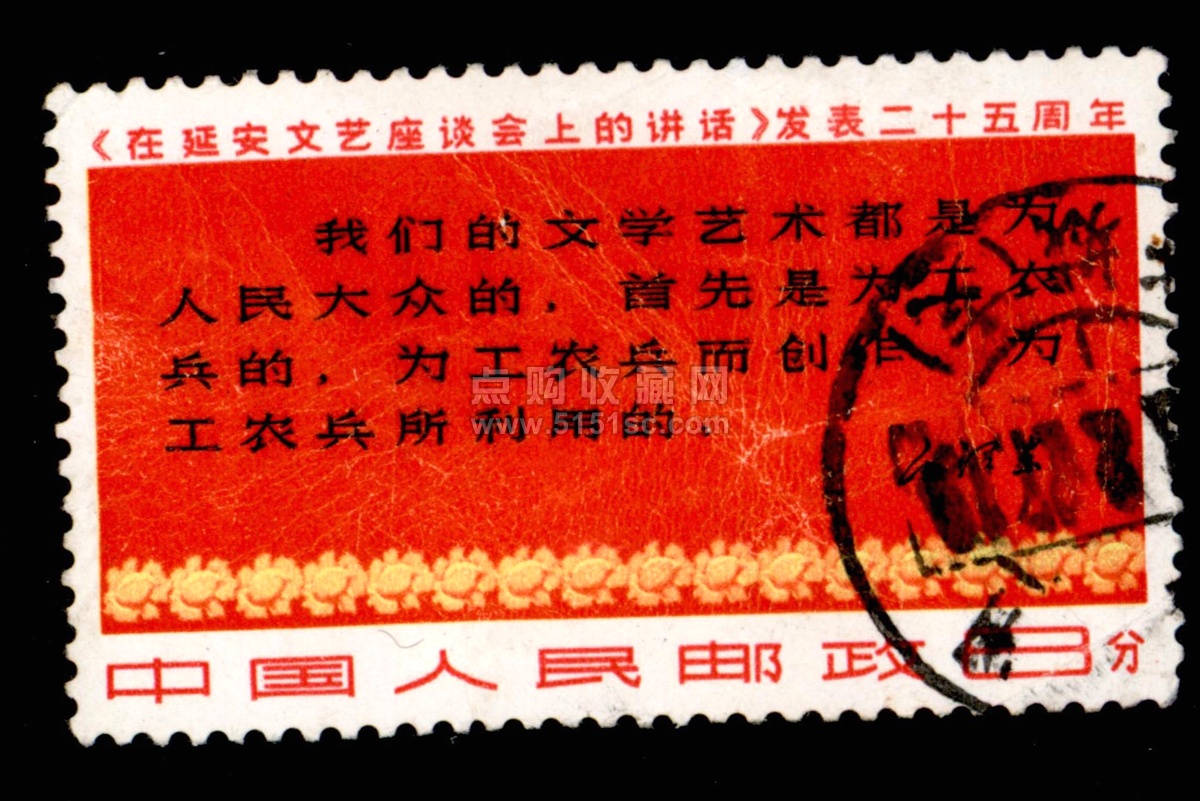 《在延安文艺座谈会上的讲话》发表二十五周年
我们的文学艺术都是为
人民大众的，首先是为工农
兵的，为工农兵而创作，为
工农兵所利用的。
点购收藏网
www.5151sc.com
中国人民邮政8分